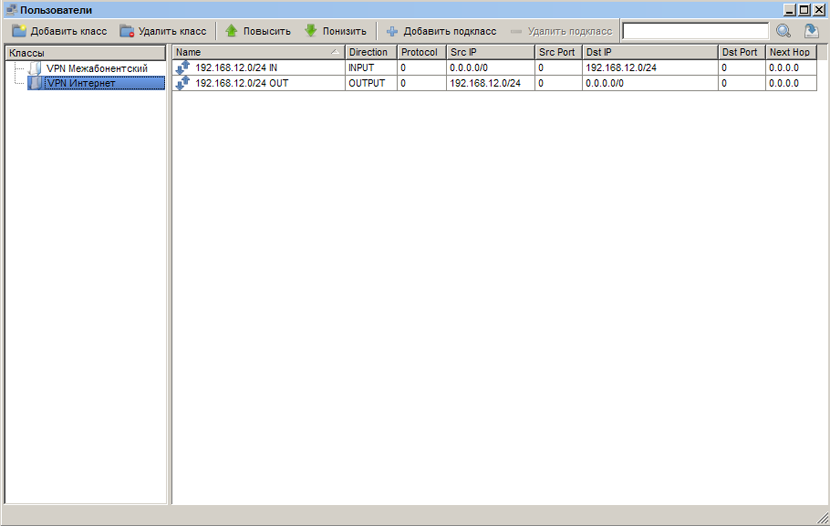 Пользователи
Добавить класс Удалить класс Повысить Понизить Добавить подкласс Удалить подкласс
Классы
VPN Межабонентский
VPN Интернет
Name Direction Protocol Src IP Src Port Dst IP Dst Port Next Hop
192.168.12.0/24 IN INPUT 0 0.0.0.0/0 0 192.168.12.0/24 0 0.0.0.0
192.168.12.0/24 OUT OUTPUT 0 192.168.12.0/24 0 0.0.0.0/0 0 0.0.0.0